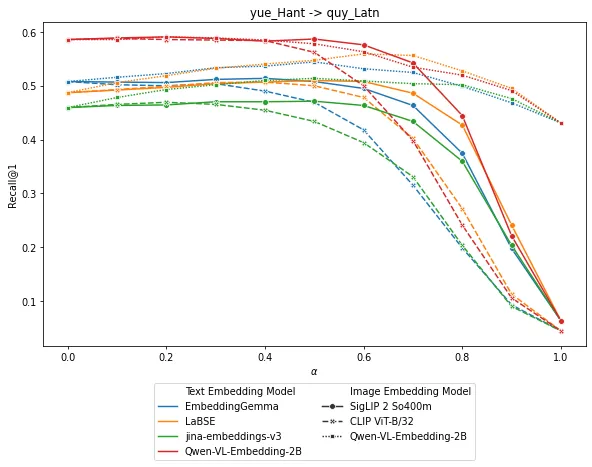 yue_Hant -> quy_Latn
Recall@1
0.6
0.5
0.4
0.3
0.2
0.1
0.0 0.2 0.4 0.6 0.8 1.0
α
Text Embedding Model
EmbeddingGemma
LaBSE
jina-embeddings-v3
Qwen-VL-Embedding-2B
Image Embedding Model
SigLIP 2 So400m
CLIP ViT-B/32
Qwen-VL-Embedding-2B